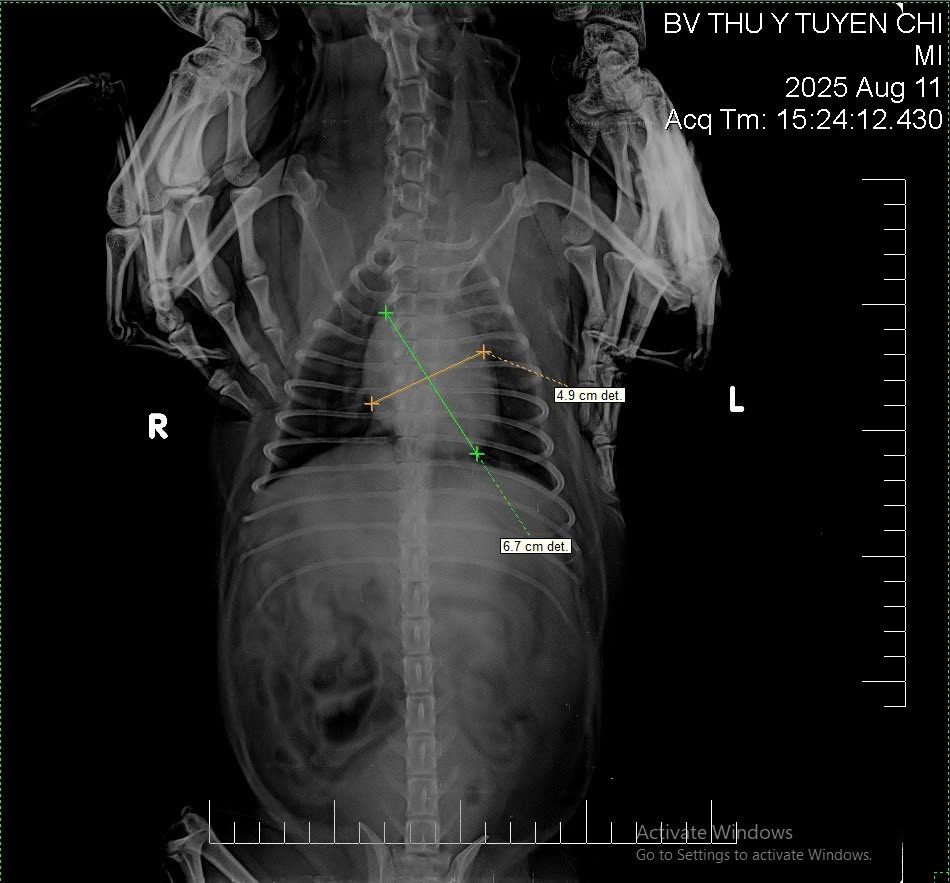 BV THU Y TUYEN CHI
MI
2025 Aug 11
Acq Tm: 15:24:12.430
4.9 cm det.
L
R
6.7 cm det.
Activate Windows
Go to Settings to activate Windows.